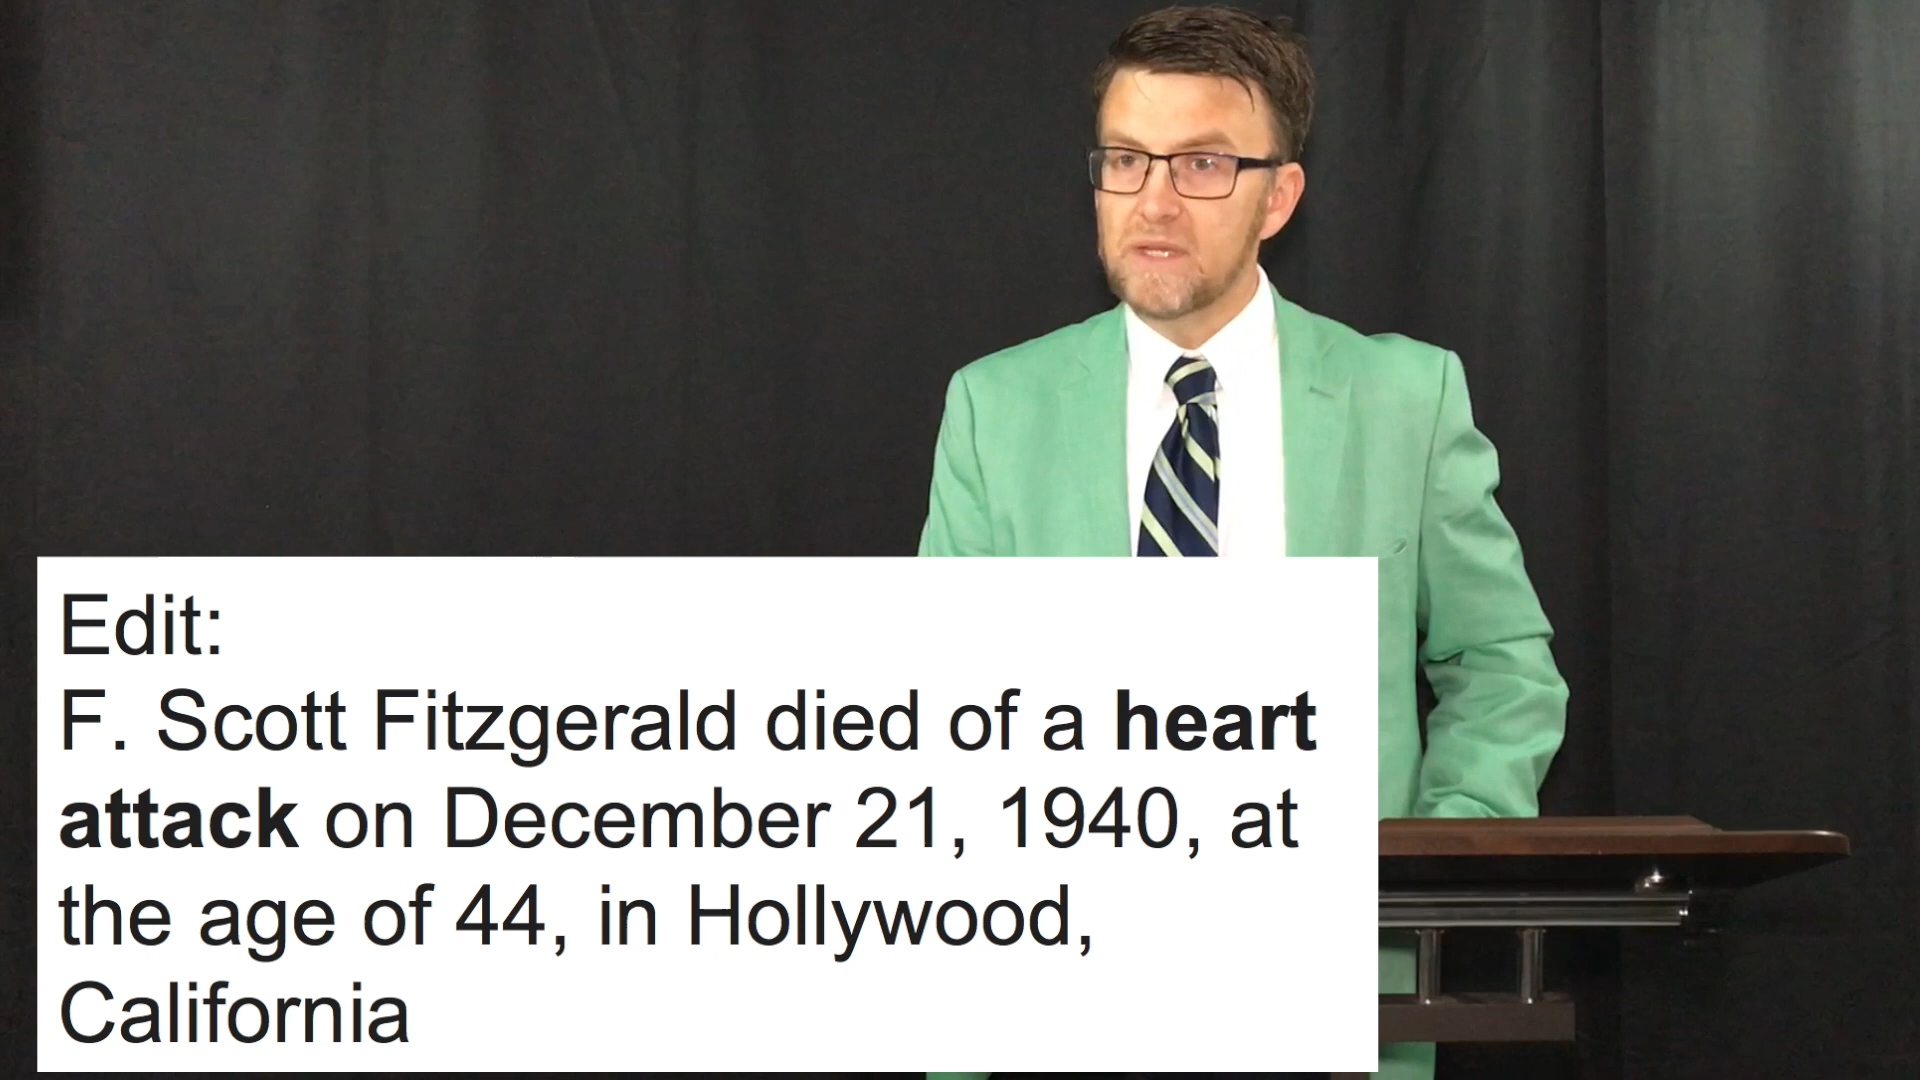 Edit:
F. Scott Fitzgerald died of a heart
attack on December 21, 1940, at
the age of 44, in Hollywood,
California